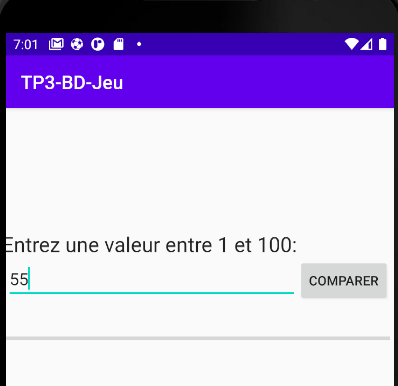 7:01
TP3-BD-Jeu
Entrez une valeur entre 1 et 100:
55
COMPARER